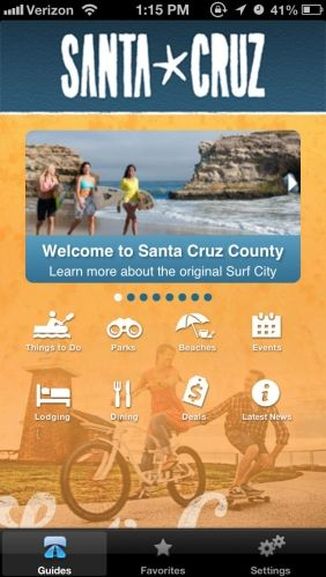 Verizon 1:15 PM 41%
SANTA CRUZ
Welcome to Santa Cruz County
Learn more about the original Surf City
Things to Do Parks Beaches Events
Lodging Dining Deals Latest News
Guides Favorites Settings